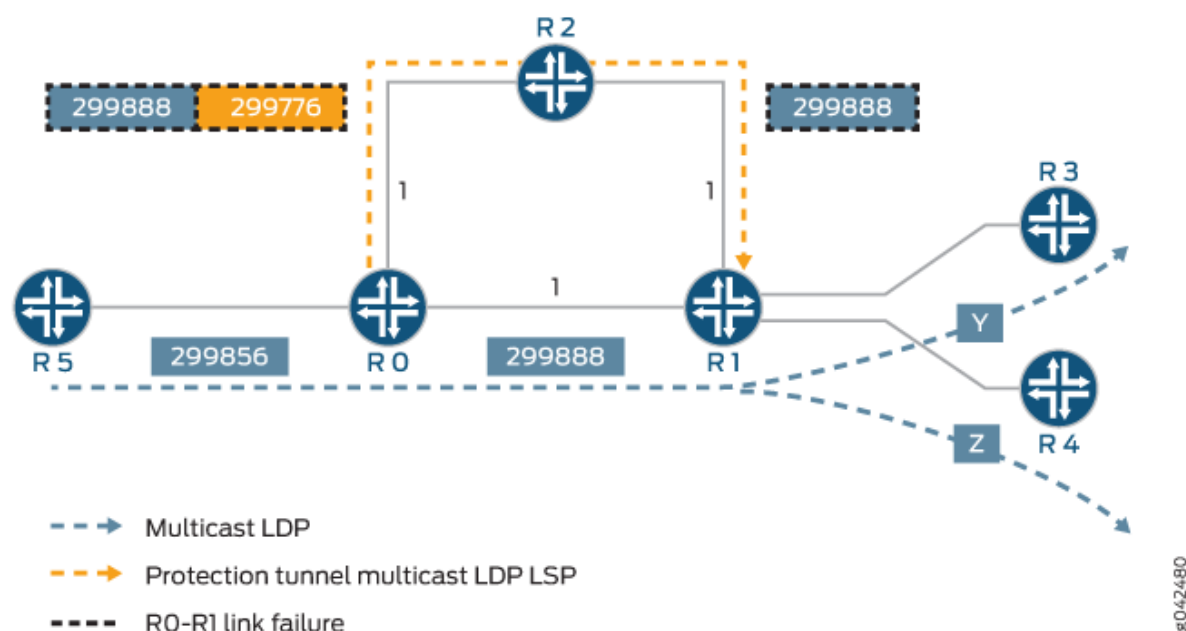 R 2
299888 299776
299888
1
1
R 3
1
R 5
299856
R 0
299888
R 1
Y
Z
R 4
Multicast LDP
Protection tunnel multicast LDP LSP
R0-R1 link failure
g042480